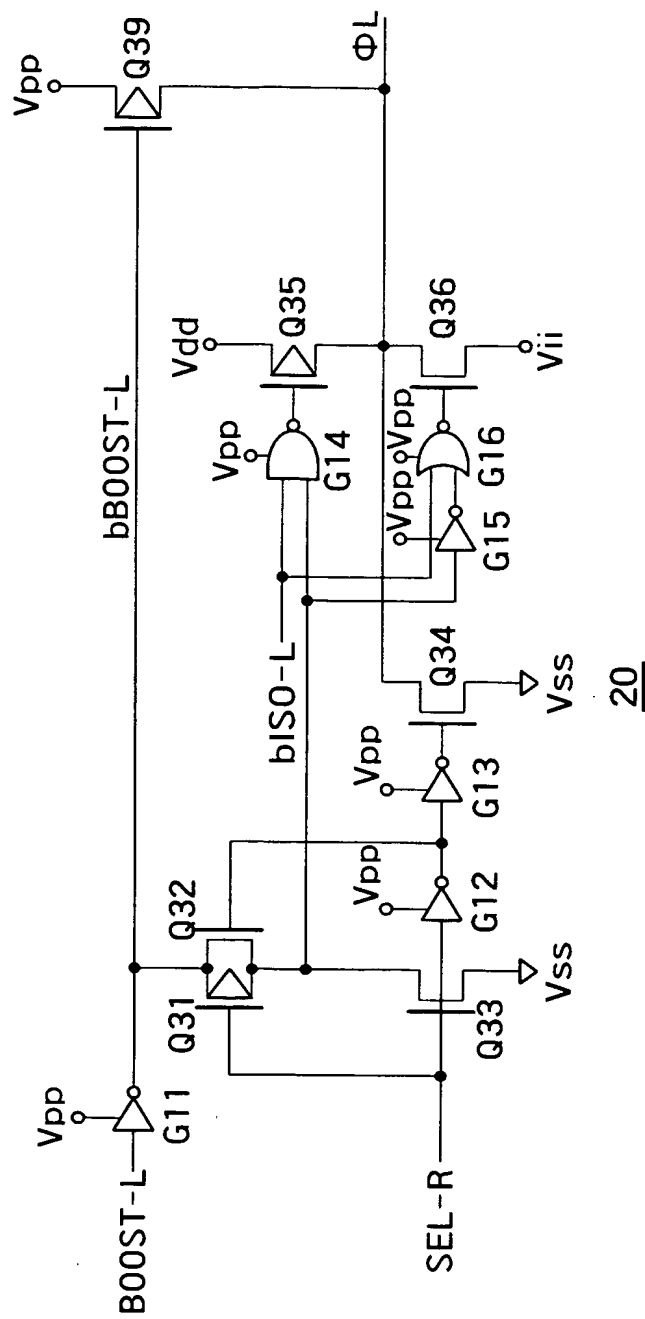 Vpp
Q39
ΦL
bBOOST-L
Vdd
Q35
Q36
Vii
Vpp
G14
Vpp
Vpp
G16
G15
bISO-L
Q34
Vss
Vpp
G13
Q32
Vpp
G12
Q31
Q33
Vss
Vpp
G11
BOOST-L
SEL-R
20